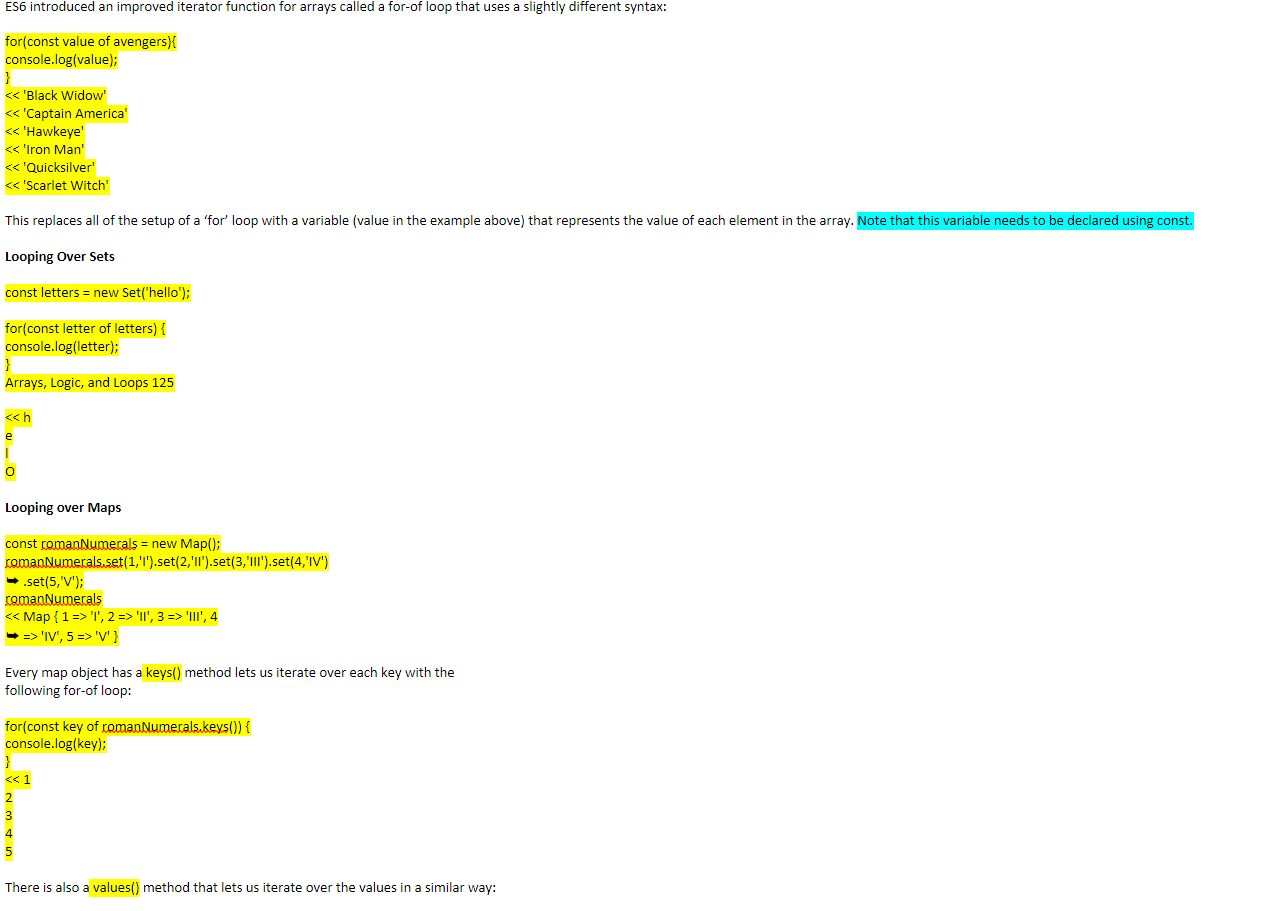 ES6 introduced an improved iterator function for arrays called a for-of loop that uses a slightly different syntax:
for(const value of avengers){
console.log(value);
}
<< 'Black Widow'
<< 'Captain America'
<< 'Hawkeye'
<< 'Iron Man'
<< 'Quicksilver'
<< 'Scarlet Witch'
This replaces all of the setup of a ‘for’ loop with a variable (value in the example above) that represents the value of each element in the array. Note that this variable needs to be declared using const.
Looping Over Sets
const letters = new Set('hello');
for(const letter of letters) {
console.log(letter);
}
Arrays, Logic, and Loops 125
<< h
e
l
O
Looping over Maps
const romanNumerals = new Map();
romanNumerals.set(1,'I').set(2,'II').set(3,'III').set(4,'IV')
➥ .set(5,'V');
romanNumerals
<< Map { 1 => 'I', 2 => 'II', 3 => 'III', 4
➥ => 'IV', 5 => 'V' }
Every map object has a keys() method lets us iterate over each key with the
following for-of loop:
for(const key of romanNumerals.keys()) {
console.log(key);
}
<< 1
2
3
4
5
There is also a values() method that lets us iterate over the values in a similar way: